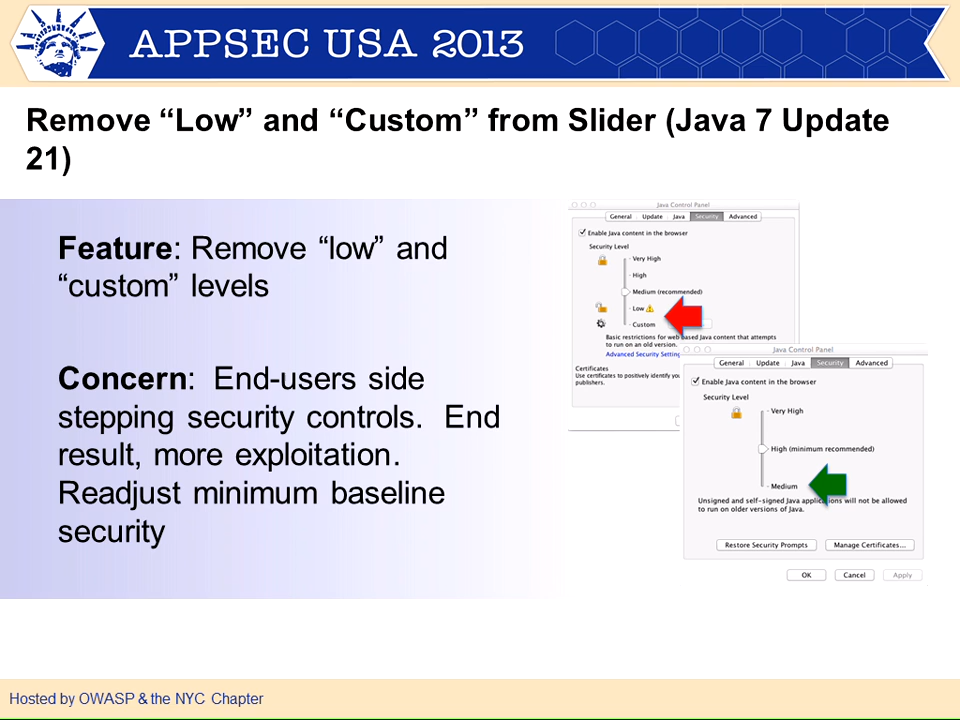 APPSEC USA 2013
Remove “Low” and “Custom” from Slider (Java 7 Update
21)
Feature: Remove “low” and
“custom” levels
Concern:  End-users side
stepping security controls.  End
result, more exploitation.
Readjust minimum baseline
security
Java Control Panel
General Update Java Security Advanced
Enable Java content in the browser
Security Level
Very High
High
Medium (recommended)
Low
Custom
Basic restrictions for web based Java content that attempts
to run on an old version.
Advanced Security Setting
Certificates
Use certificates to positively identify you
publishers.
Java Control Panel
General Update Java Security Advanced
Enable Java content in the browser
Security Level
Very High
High (minimum recommended)
Medium
Unsigned and self-signed Java applications will not be allowed
to run on older versions of Java.
Restore Security Prompts Manage Certificates...
OK Cancel Apply
Hosted by OWASP & the NYC Chapter